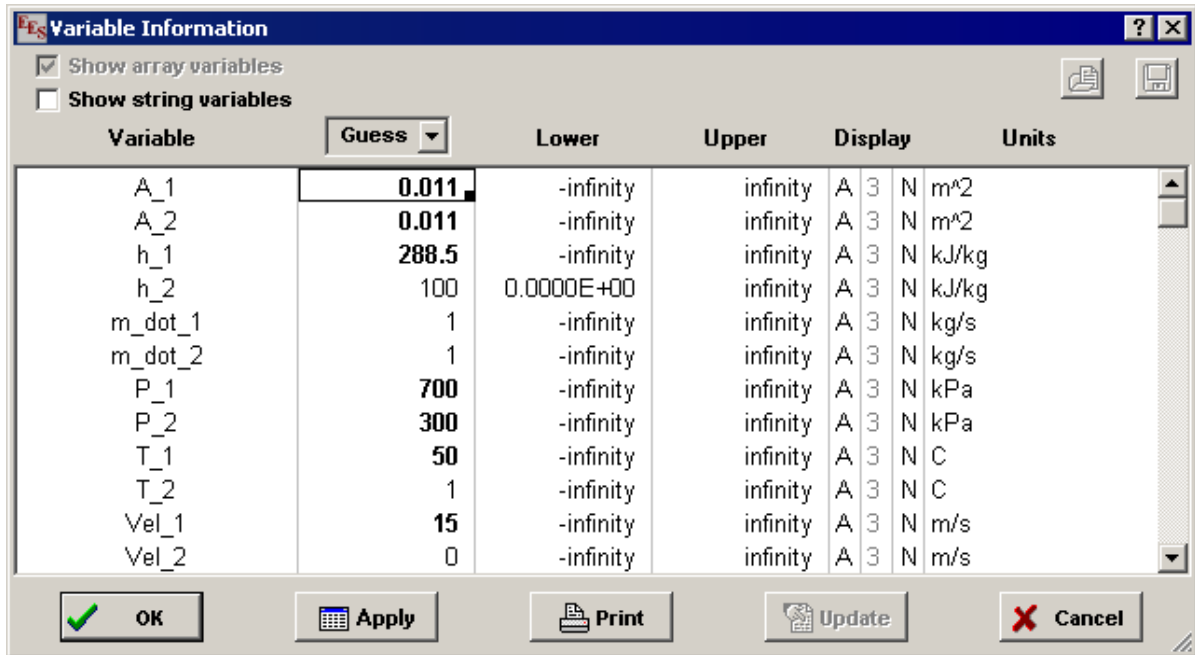 EES Variable Information
Show array variables
Show string variables
Variable Guess Lower Upper Display Units
A_1 0.011 -infinity infinity A 3 N m^2
A_2 0.011 -infinity infinity A 3 N m^2
h_1 288.5 -infinity infinity A 3 N kJ/kg
h_2 100 0.0000E+00 infinity A 3 N kJ/kg
m_dot_1 1 -infinity infinity A 3 N kg/s
m_dot_2 1 -infinity infinity A 3 N kg/s
P_1 700 -infinity infinity A 3 N kPa
P_2 300 -infinity infinity A 3 N kPa
T_1 50 -infinity infinity A 3 N C
T_2 1 -infinity infinity A 3 N C
Vel_1 15 -infinity infinity A 3 N m/s
Vel_2 0 -infinity infinity A 3 N m/s
OK Apply Print Update Cancel